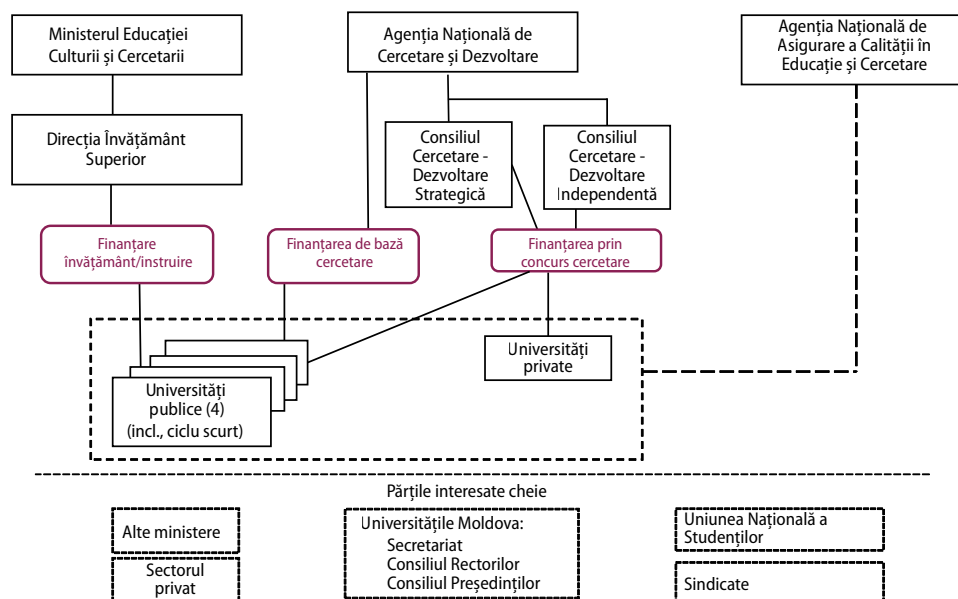 Ministerul Educației
Culturii și Cercetarii
Agenția Națională de
Cercetare și Dezvoltare
Agenția Națională de
Asigurare a Calității în
Educație și Cercetare
Direcția Învățământ
Superior
Consiliul
Cercetare -
Dezvoltare
Strategică
Consiliul
Cercetare -
Dezvoltare
Independentă
Finanțare
învățământ/instruire
Finanțarea de bază
cercetare
Finanțarea prin
concurs cercetare
Universități
publice (4)
(incl., ciclu scurt)
Universități
private
Părțile interesate cheie
Alte ministere
Sectorul
privat
Universitățile Moldova:
Secretariat
Consiliul Rectorilor
Consiliul Președinților
Uniunea Națională a
Studenților
Sindicate